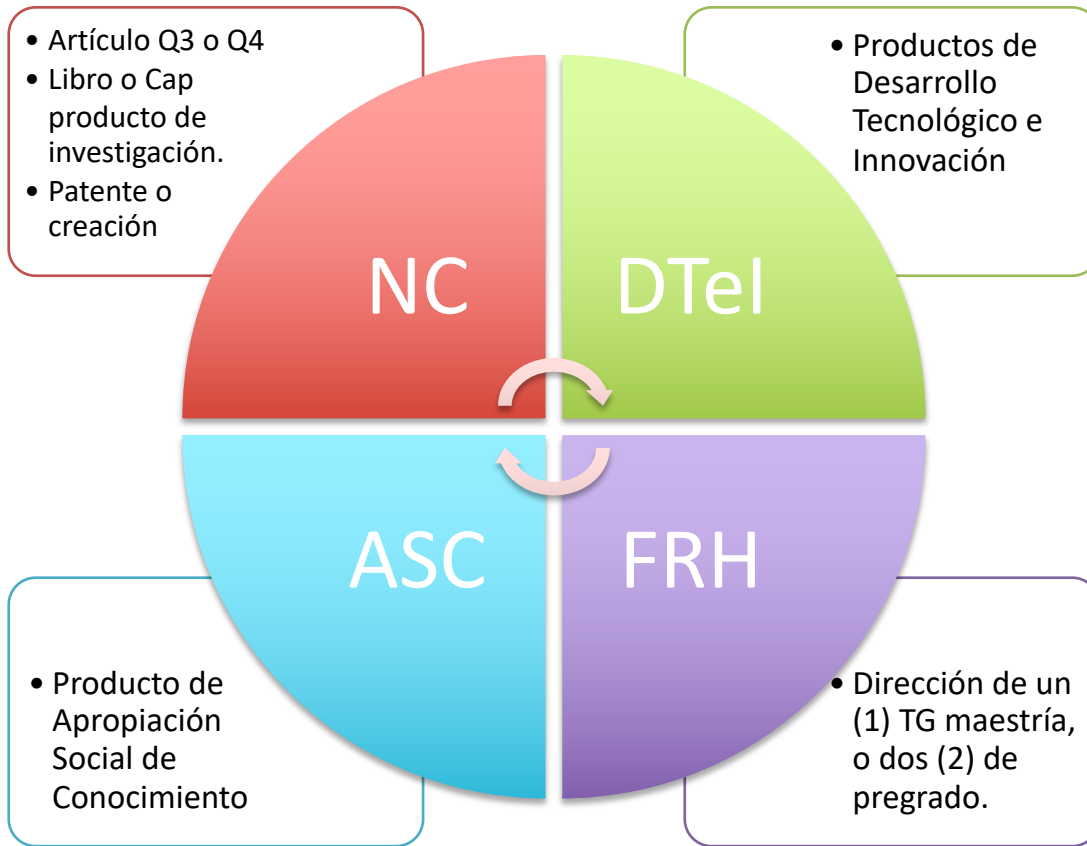 • Artículo Q3 o Q4
• Libro o Cap
producto de
investigación.
• Patente o
creación
• Productos de
Desarrollo
Tecnológico e
Innovación
NC
DTeI
ASC
FRH
• Producto de
Apropiación
Social de
Conocimiento
• Dirección de un
(1) TG maestría,
o dos (2) de
pregrado.